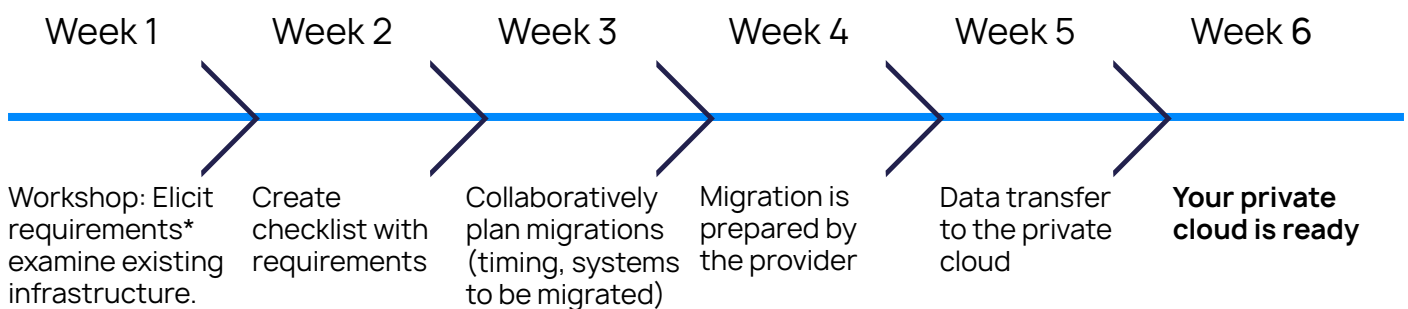 Week 1
Week 2
Week 3
Week 4
Week 5
Week 6
Workshop: Elicit
requirements*
examine existing
infrastructure.
Create
checklist with
requirements
Collaboratively
plan migrations
(timing, systems
to be migrated)
Migration is
prepared by
the provider
Data transfer
to the private
cloud
Your private
cloud is ready